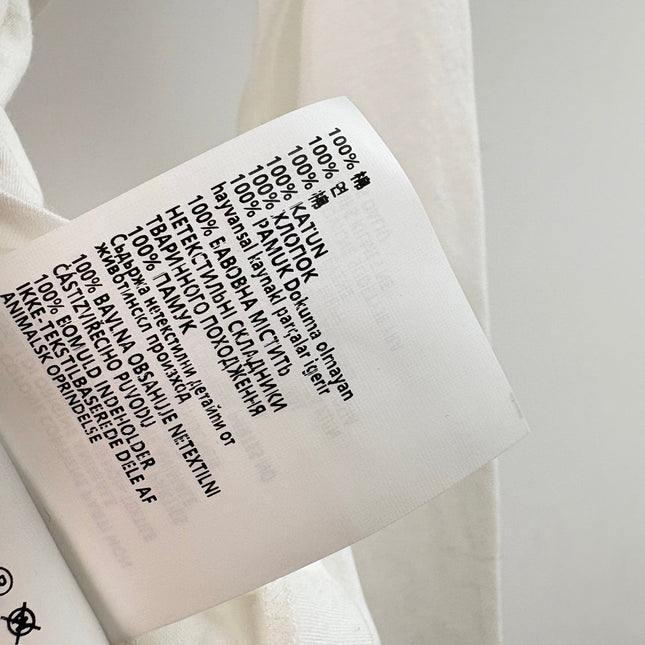 100% 棉
100% 면
100% 棉
100% KATUN
100% ХЛОПОК
100% PAMUK Dokuma olmayan
hayvansal kaynaklı parçalar içerir
100% БАВОВНА МІСТИТЬ
НЕТЕКСТИЛЬНІ СКЛАДНИКИ
ТВАРИННОГО ПОХОДЖЕННЯ
100% ПАМУК
Съдържа нетекстилни детайли от
животински произход
100% BAVLNA OBSAHUJE NETEXTILNÍ
ČÁSTI ZVÍŘECÍHO PŮVODU
100% BOMULD INDEHOLDER
IKKE-TEKSTILBASEREDE DELE AF
ANIMALSK OPRINDELSE